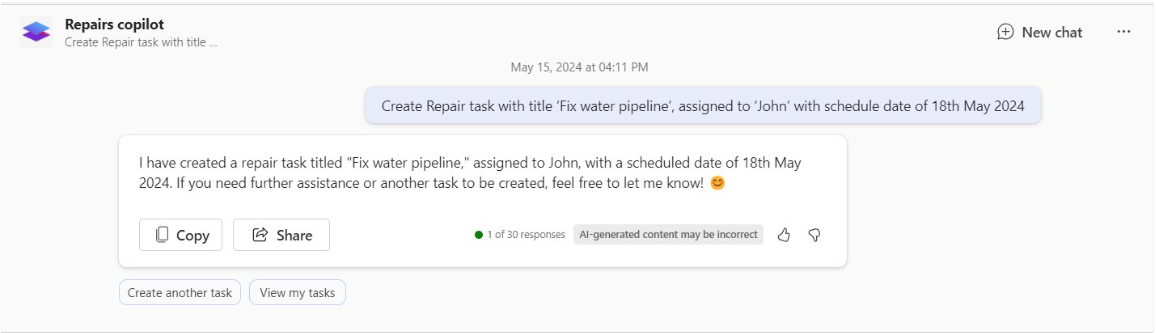 Repairs copilot
Create Repair task with title ...
New chat
...
May 15, 2024 at 04:11 PM
Create Repair task with title ‘Fix water pipeline’, assigned to ‘John’ with schedule date of 18th May 2024
I have created a repair task titled "Fix water pipeline," assigned to John, with a scheduled date of 18th May
2024. If you need further assistance or another task to be created, feel free to let me know! 😊
Copy
Share
1 of 30 responses
AI-generated content may be incorrect
Create another task
View my tasks